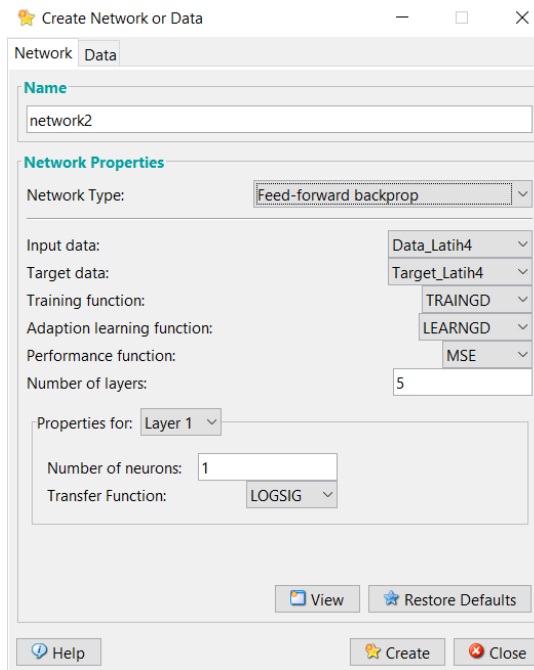 Create Network or Data
Network Data
Name
network2
Network Properties
Network Type: Feed-forward backprop
Input data: Data_Latih4
Target data: Target_Latih4
Training function: TRAINGD
Adaption learning function: LEARNGD
Performance function: MSE
Number of layers: 5
Properties for: Layer 1
Number of neurons: 1
Transfer Function: LOGSIG
View Restore Defaults
Help Create Close